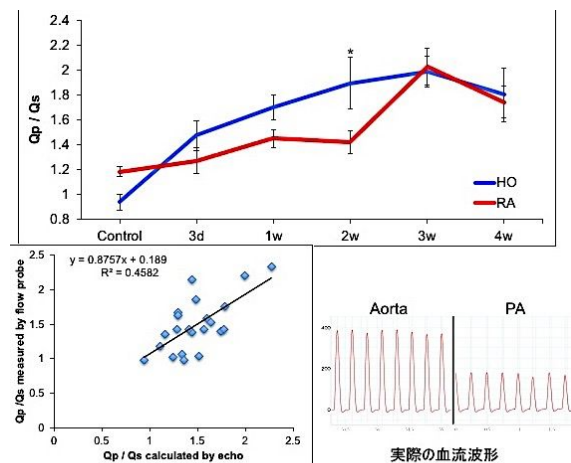 Qp / Qs
2.4
2.2
2
1.8
1.6
1.4
1.2
1
0.8
*
HO
RA
Control 3d 1w 2w 3w 4w
Qp /Qs measured by flow probe
2.5
2
1.5
1
0.5
0
y = 0.8757x + 0.189
R² = 0.4582
0 0.5 1 1.5 2 2.5
Qp / Qs calculated by echo
Aorta PA
400
200
0
実際の血流波形